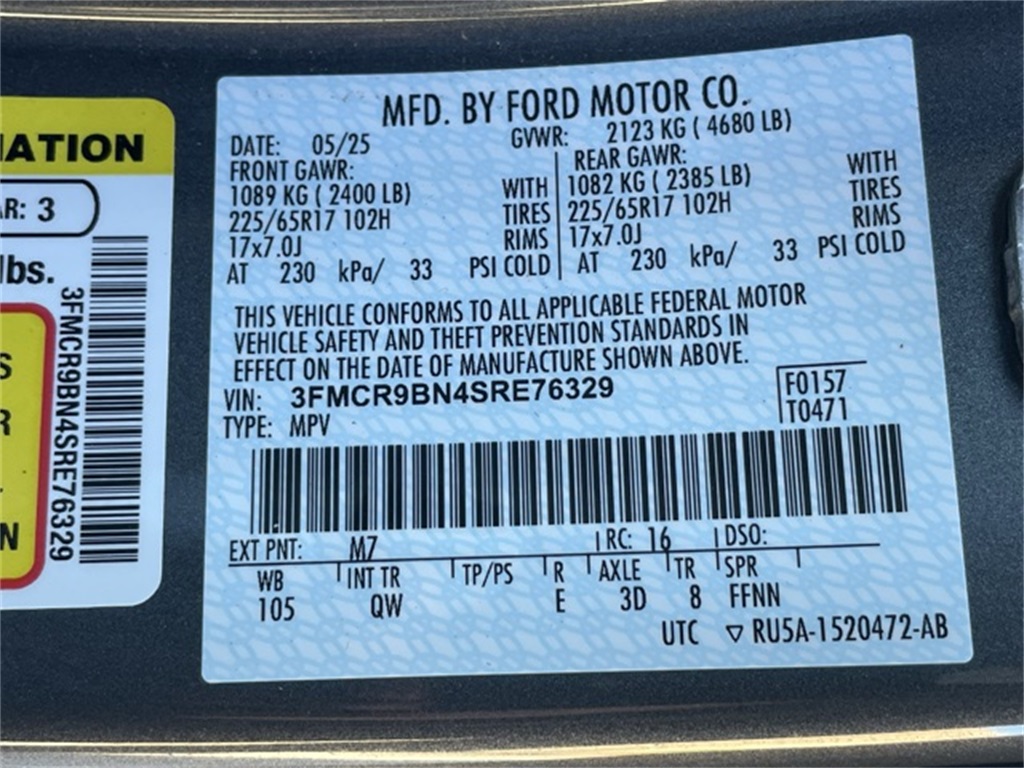 MFD. BY FORD MOTOR CO.
DATE: 05/25 GVWR: 2123 KG ( 4680 LB)
FRONT GAWR: REAR GAWR:
1089 KG ( 2400 LB) WITH 1082 KG ( 2385 LB) WITH
225/65R17 102H TIRES 225/65R17 102H TIRES
17x7.0J RIMS 17x7.0J RIMS
AT 230 kPa/ 33 PSI COLD AT 230 kPa/ 33 PSI COLD
THIS VEHICLE CONFORMS TO ALL APPLICABLE FEDERAL MOTOR
VEHICLE SAFETY AND THEFT PREVENTION STANDARDS IN
EFFECT ON THE DATE OF MANUFACTURE SHOWN ABOVE.
VIN: 3FMCR9BN4SRE76329 F0157
TYPE: MPV T0471
EXT PNT: M7 RC: 16 DSO:
WB INT TR TP/PS R AXLE TR SPR
105 QW E 3D 8 FFNN
UTC ▽ RU5A-1520472-AB
IATION
AR: 3
lbs.
3FMCR9BN4SRE76329
S
R
N